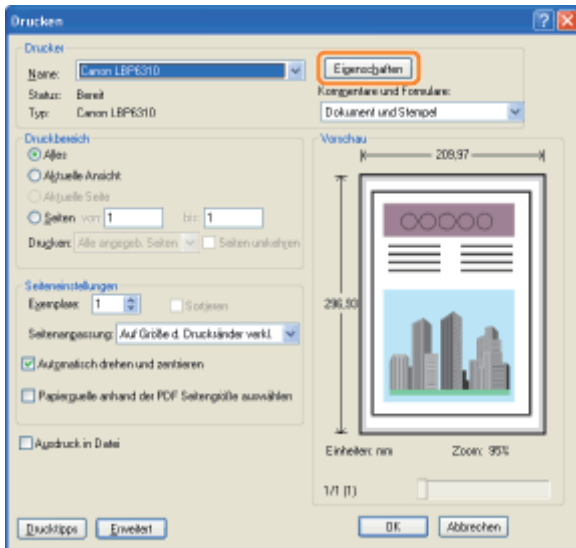 Drucken
Drucker
Name: Canon LBP6310
Eigenschaften
Status: Bereit
Kommentare und Formulare:
Typ: Canon LBP6310
Dokument und Stempel
Druckbereich
Alles
Aktuelle Ansicht
Aktuelle Seite
Seiten von: 1 bis: 1
Drucken: Alle angegeb. Seiten Seiten umkehren
Seiteneinstellungen
Exemplare: 1 Sortieren
Seitenanpassung: Auf Größe d. Druckränder verkl.
Automatisch drehen und zentrieren
Papierquelle anhand der PDF Seitengröße auswählen
Ausdruck in Datei
Vorschau
209,97
296,93
Einheiten: mm Zoom: 95%
1/1 (1)
Drucktipps Erweitert OK Abbrechen